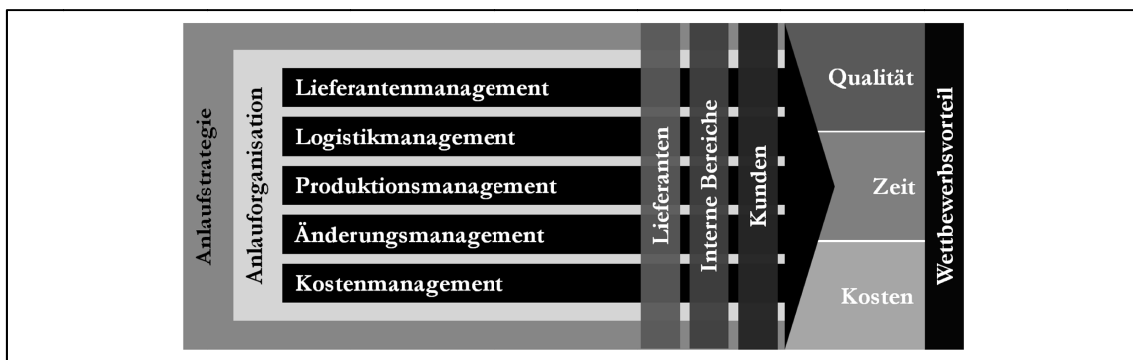 Anlaufstrategie
Anlauforganisation
Lieferantenmanagement
Logistikmanagement
Produktionsmanagement
Änderungsmanagement
Kostenmanagement
Lieferanten
Interne Bereiche
Kunden
Qualität
Zeit
Kosten
Wettbewerbsvorteil